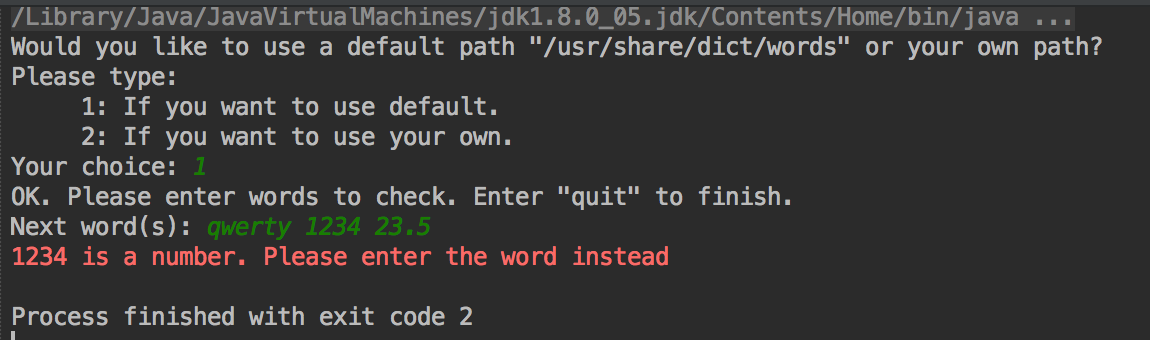 /Library/Java/JavaVirtualMachines/jdk1.8.0_05.jdk/Contents/Home/bin/java ...
Would you like to use a default path "/usr/share/dict/words" or your own path?
Please type:
     1: If you want to use default.
     2: If you want to use your own.
Your choice: 1
OK. Please enter words to check. Enter "quit" to finish.
Next word(s): qwerty 1234 23.5
1234 is a number. Please enter the word instead
Process finished with exit code 2